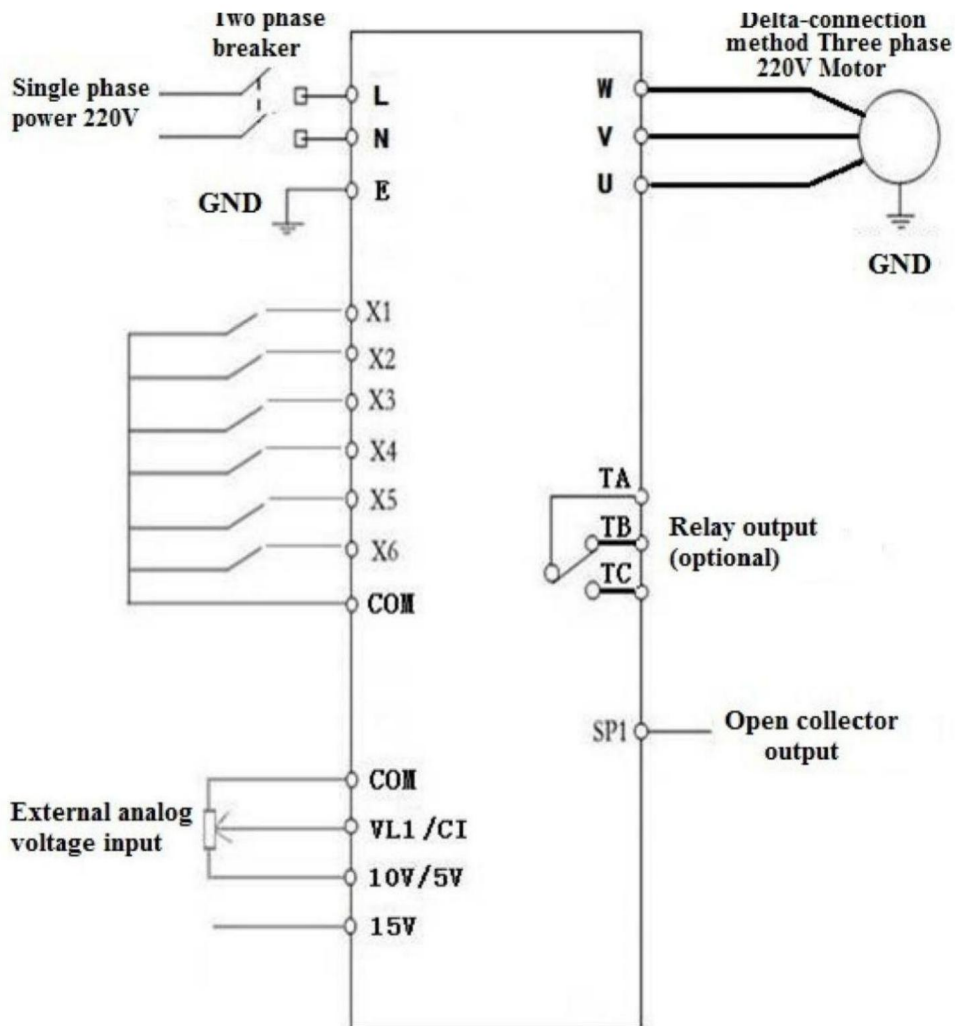 Two phase
breaker
Single phase
power 220V
L
N
E
GND
X1
X2
X3
X4
X5
X6
COM
External analog
voltage input
COM
VL1/CI
10V/5V
15V
Delta-connection
method Three phase
220V Motor
W
V
U
GND
TA
TB
TC
Relay output
(optional)
SP1
Open collector
output